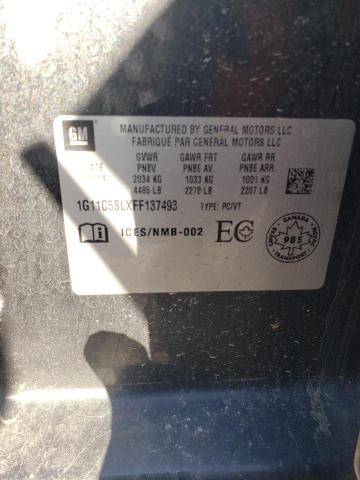 GM
MANUFACTURED BY GENERAL MOTORS LLC
FABRIQUÉ PAR GENERAL MOTORS LLC
GVWR GAWR FRT GAWR RR
PNBV PNBE AV. PNBE ARR.
2034 KG 1033 KG 1001 KG
4485 LB 2278 LB 2207 LB
1G11C5SLXFF137493 TYPE: PC/VT
i ICES/NMB-002 EC
CANADA
985
TRANSPORT